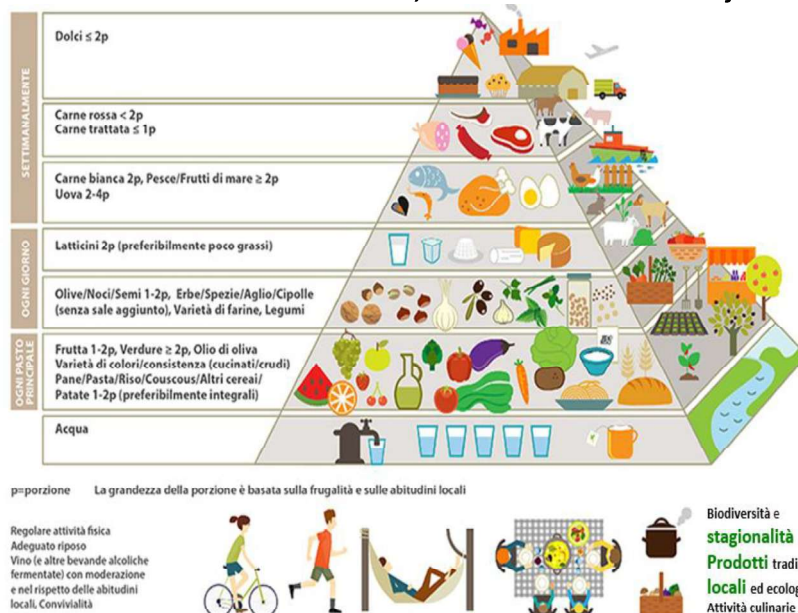 SETTIMANALMENTE
Dolci ≤ 2p
Carne rossa < 2p
Carne trattata ≤ 1p
Carne bianca 2p, Pesce/Frutti di mare ≥ 2p
Uova 2-4p
OGNI GIORNO
Latticini 2p (preferibilmente poco grassi)
Olive/Noci/Semi 1-2p, Erbe/Spezie/Aglio/Cipolle
(senza sale aggiunto), Varietà di farine, Legumi
OGNI PASTO
PRINCIPALE
Frutta 1-2p, Verdure ≥ 2p, Olio di oliva
Varietà di colori/consistenza (cucinati/crudi)
Pane/Pasta/Riso/Couscous/Altri cereai/
Patate 1-2p (preferibilmente integrali)
Acqua
p=porzione La grandezza della porzione è basata sulla frugalità e sulle abitudini locali
Regolare attività fisica
Adeguato riposo
Vino (e altre bevande alcoliche
fermentate) con moderazione
e nel rispetto delle abitudini
locali, Convivialità
Biodiversità e
stagionalità
Prodotti tradi
locali ed ecolog
Attività culinarie